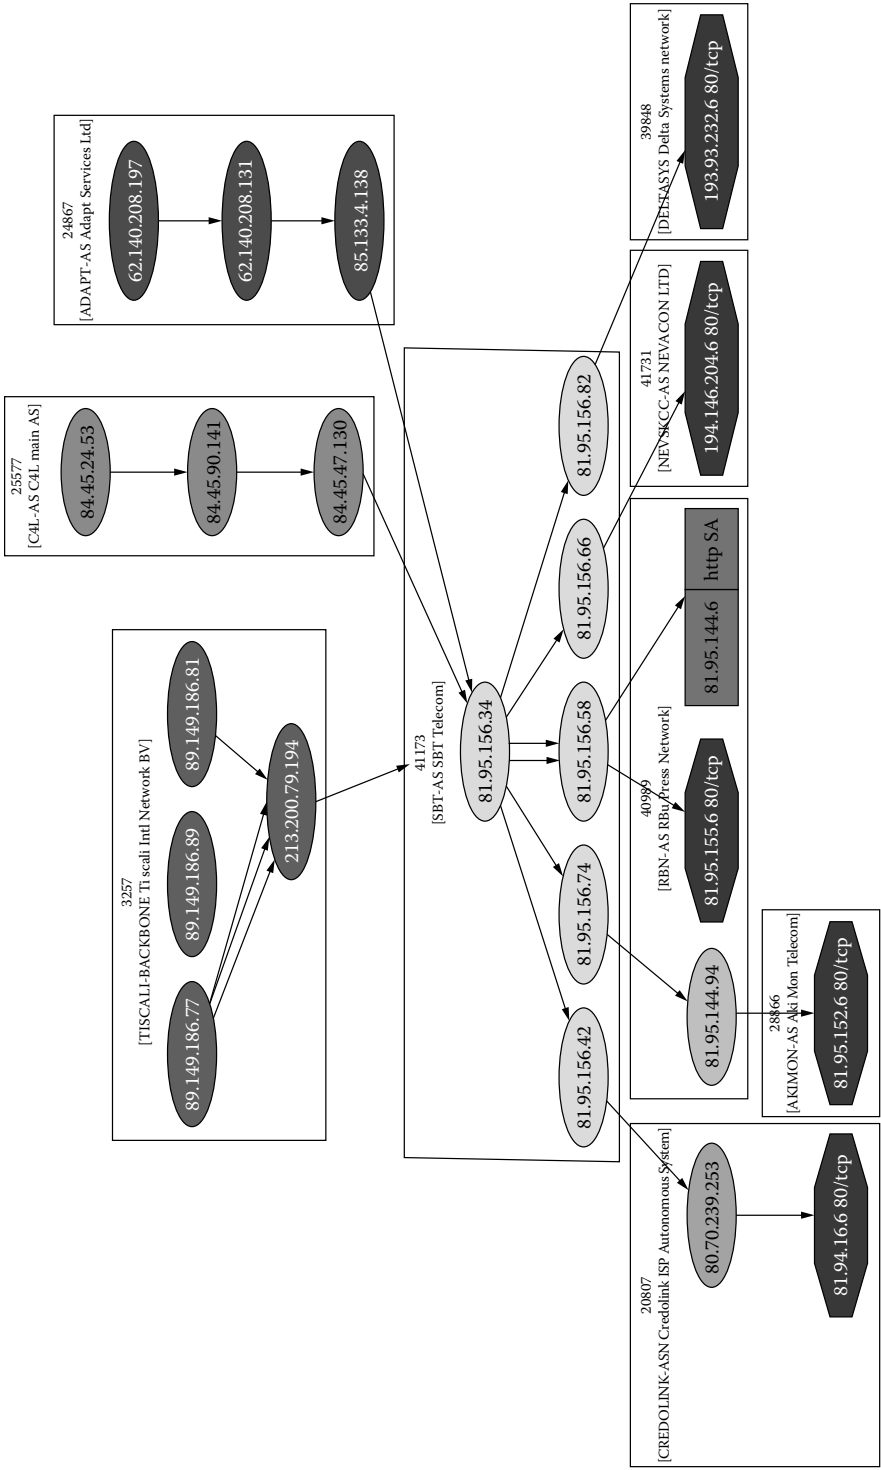 3257
[TISCALI-BACKBONE Ti scali Intl Network BV]
89.149.186.77
89.149.186.89
89.149.186.81
213.200.79.194
25577
[C4L-AS C4L main AS]
84.45.24.53
84.45.90.141
84.45.47.130
24867
[ADAPT-AS Adapt Services Ltd]
62.140.208.197
62.140.208.131
85.133.4.138
41173
[SBT-AS SBT Telecom]
81.95.156.34
81.95.156.42
81.95.156.74
81.95.156.58
81.95.156.66
81.95.156.82
20807
[CREDOLINK-ASN Credolink ISP Autonomous System]
80.70.239.253
81.94.16.6 80/tcp
40989
[RBN-AS RBu Press Network]
81.95.144.94
81.95.155.6 80/tcp
81.95.144.6 http SA
28866
[AKIMON-AS Aki Mon Telecom]
81.95.152.6 80/tcp
41731
[NEVSKCC-AS NEVACON LTD]
194.146.204.6 80/tcp
39848
[DELTASYS Delta Systems network]
193.93.232.6 80/tcp